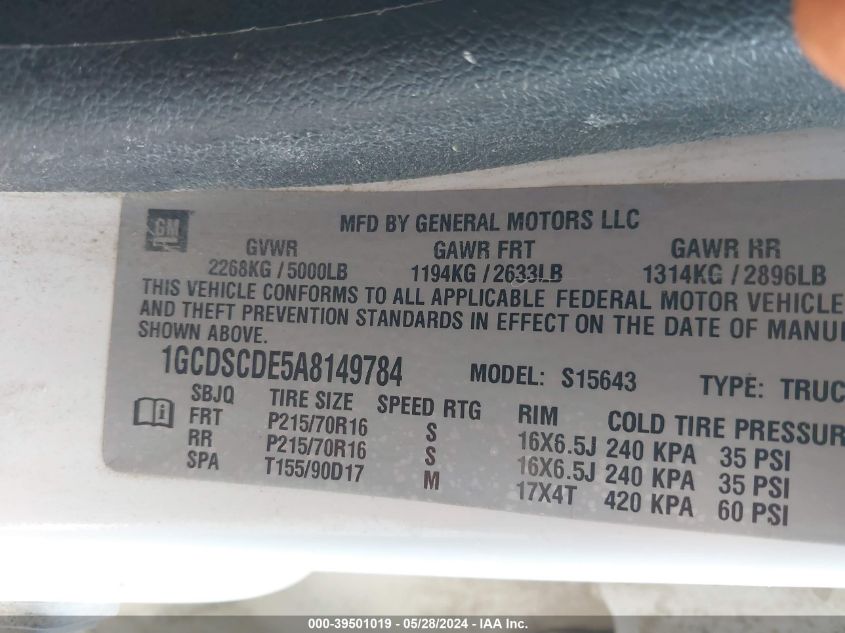 GM
MFD BY GENERAL MOTORS LLC
GVWR GAWR FRT GAWR RR
2268KG / 5000LB 1194KG / 2633LB 1314KG / 2896LB
THIS VEHICLE CONFORMS TO ALL APPLICABLE FEDERAL MOTOR VEHICLE
AND THEFT PREVENTION STANDARDS IN EFFECT ON THE DATE OF MANU
SHOWN ABOVE.
1GCDSCDE5A8149784 MODEL: S15643 TYPE: TRUC
SBJQ TIRE SIZE SPEED RTG RIM COLD TIRE PRESSUR
FRT P215/70R16 S 16X6.5J 240 KPA 35 PSI
RR P215/70R16 S 16X6.5J 240 KPA 35 PSI
SPA T155/90D17 M 17X4T 420 KPA 60 PSI
000-39501019 - 05/28/2024 - IAA Inc.